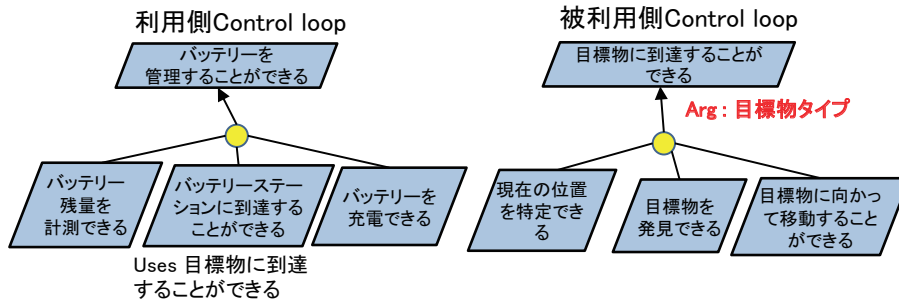 利用側Control loop
バッテリーを
管理することができる
バッテリー
残量を
計測できる
バッテリーステー
ションに到達する
ことができる
バッテリーを
充電できる
Uses 目標物に到達
することができる
被利用側Control loop
目標物に到達することが
できる
Arg : 目標物タイプ
現在の位置
を特定でき
る
目標物を
発見できる
目標物に向かっ
て移動すること
ができる